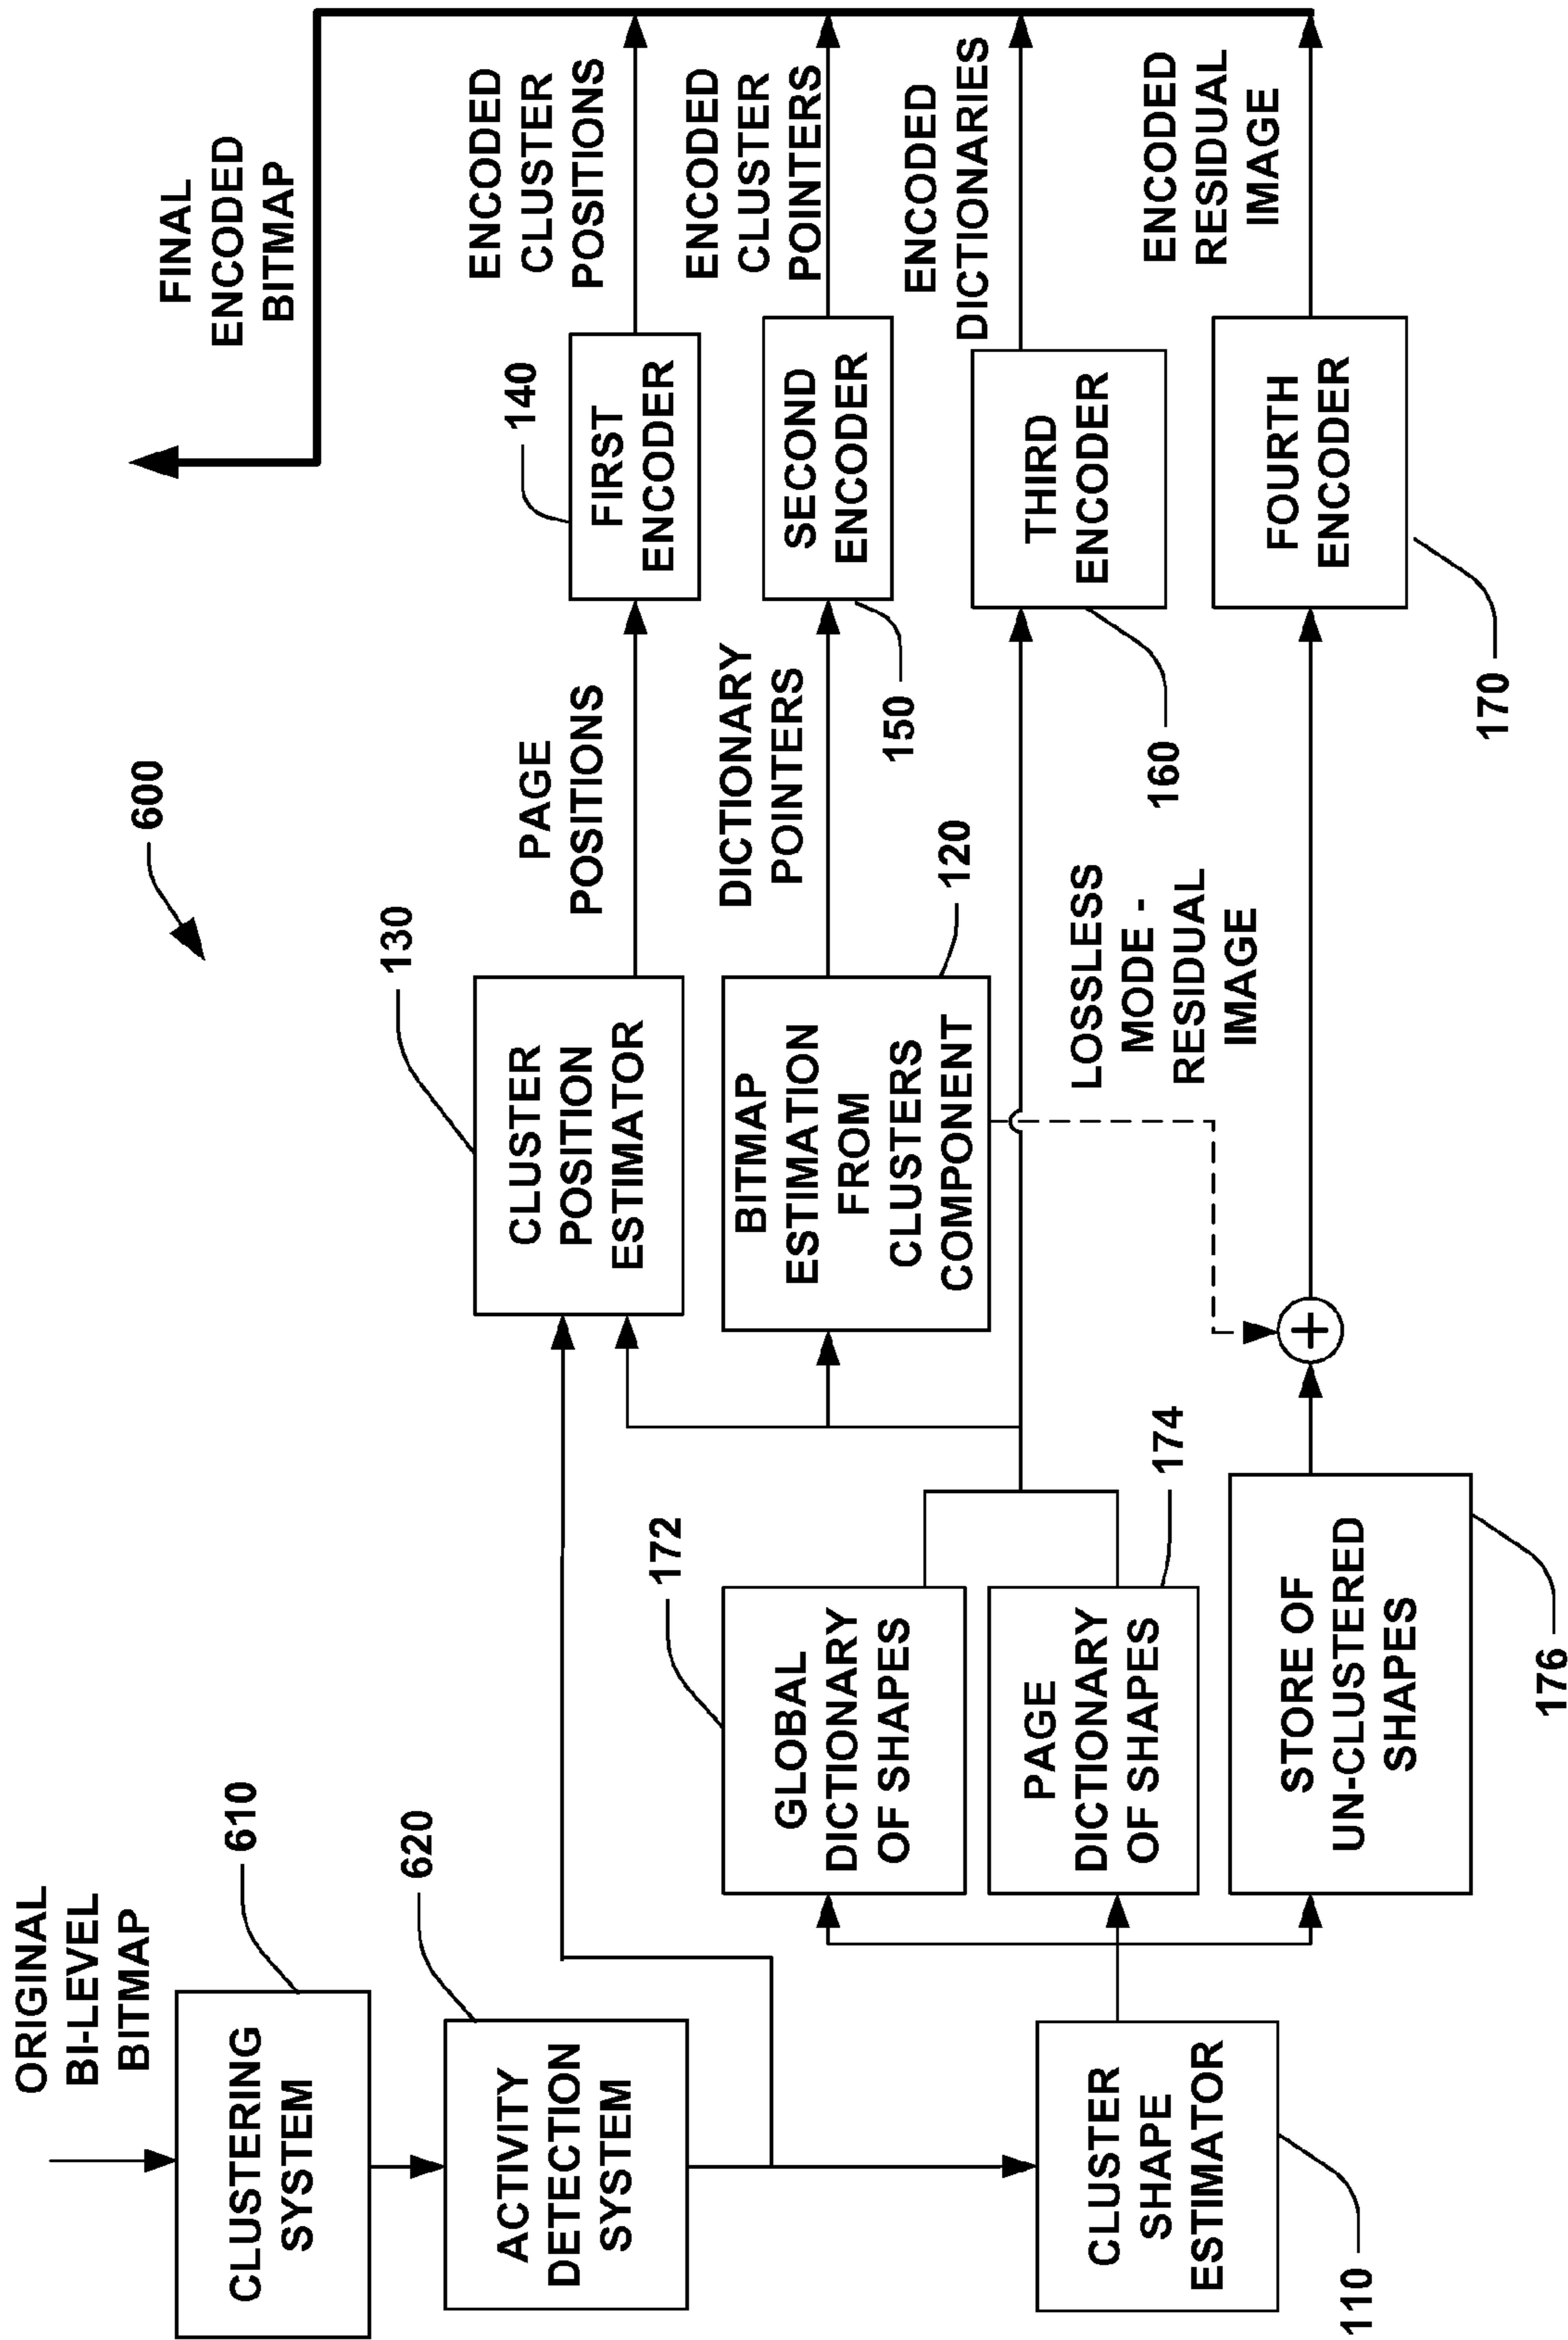 600
ORIGINAL
BI-LEVEL
BITMAP
610
CLUSTERING
SYSTEM
620
ACTIVITY
DETECTION
SYSTEM
CLUSTER
SHAPE
ESTIMATOR
110
172
GLOBAL
DICTIONARY
OF SHAPES
PAGE
DICTIONARY
OF SHAPES
174
STORE OF
UN-CLUSTERED
SHAPES
176
130
CLUSTER
POSITION
ESTIMATOR
BITMAP
ESTIMATION
FROM
CLUSTERS
COMPONENT
120
LOSSLESS
MODE -
RESIDUAL
IMAGE
+
PAGE
POSITIONS
DICTIONARY
POINTERS
140
FIRST
ENCODER
SECOND
ENCODER
150
THIRD
ENCODER
160
FOURTH
ENCODER
170
FINAL
ENCODED
BITMAP
ENCODED
CLUSTER
POSITIONS
ENCODED
CLUSTER
POINTERS
ENCODED
DICTIONARIES
ENCODED
RESIDUAL
IMAGE